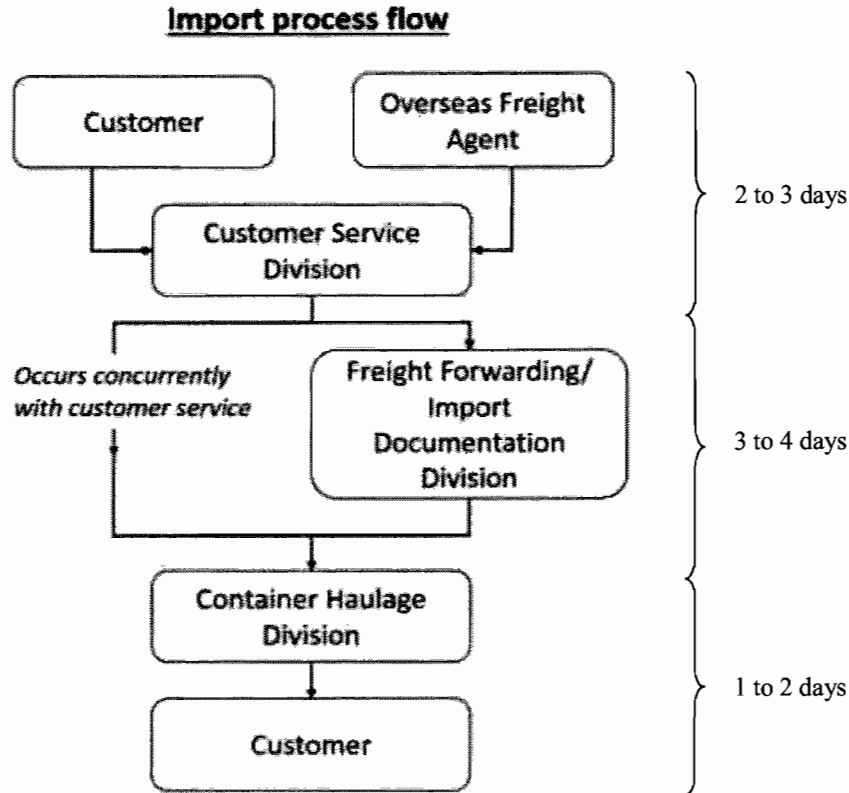 Import process flow
Customer
Overseas Freight
Agent
2 to 3 days
Customer Service
Division
Occurs concurrently
with customer service
Freight Forwarding/
Import
Documentation
Division
3 to 4 days
Container Haulage
Division
1 to 2 days
Customer